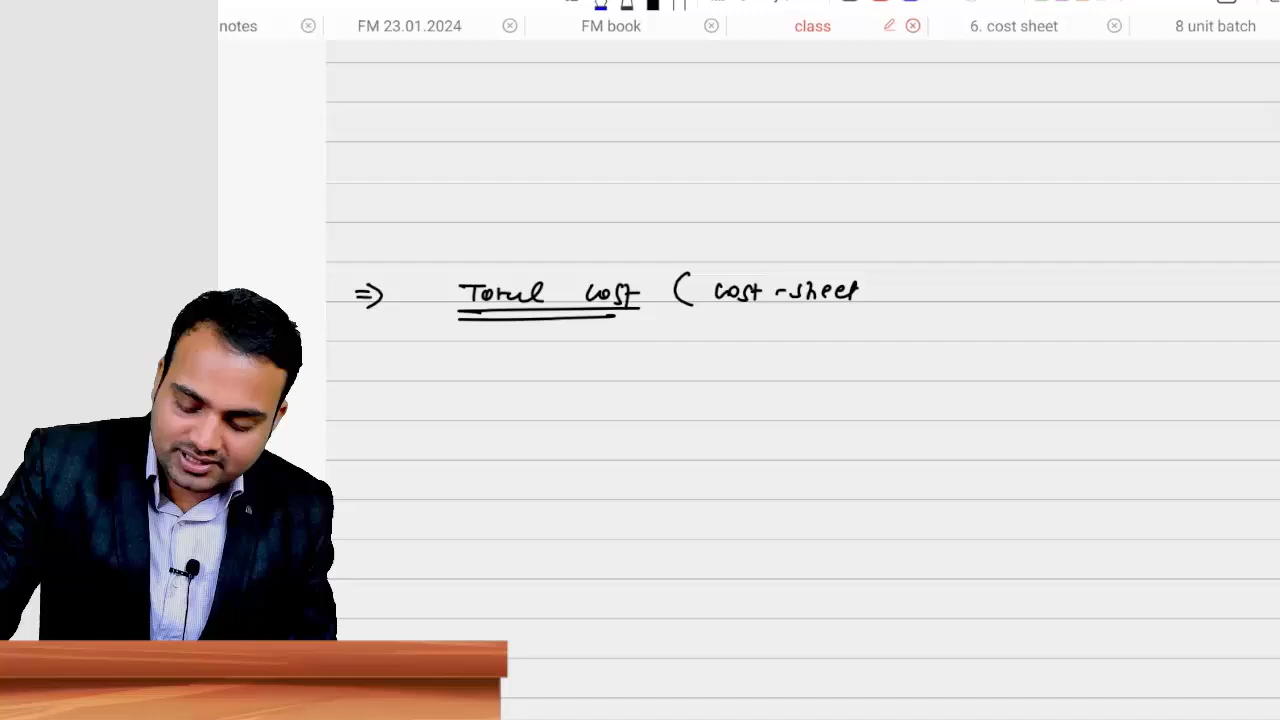 notes FM 23.01.2024 FM book class 6. cost sheet 8 unit batch
⇒ Total cost ( cost-sheet